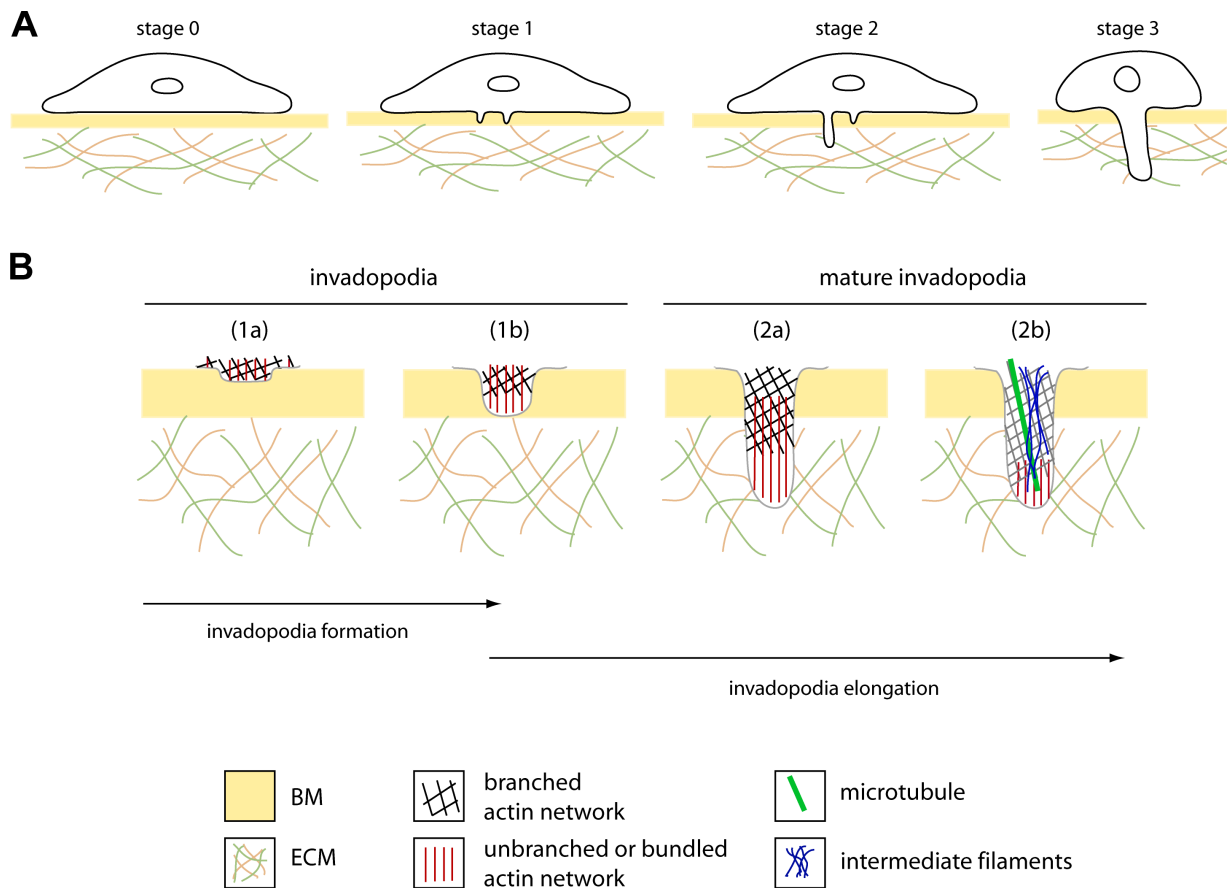 A
stage 0
stage 1
stage 2
stage 3
B
invadopodia
mature invadopodia
(1a)
(1b)
(2a)
(2b)
invadopodia formation
invadopodia elongation
BM
branched
actin network
microtubule
ECM
unbranched or bundled
actin network
intermediate filaments